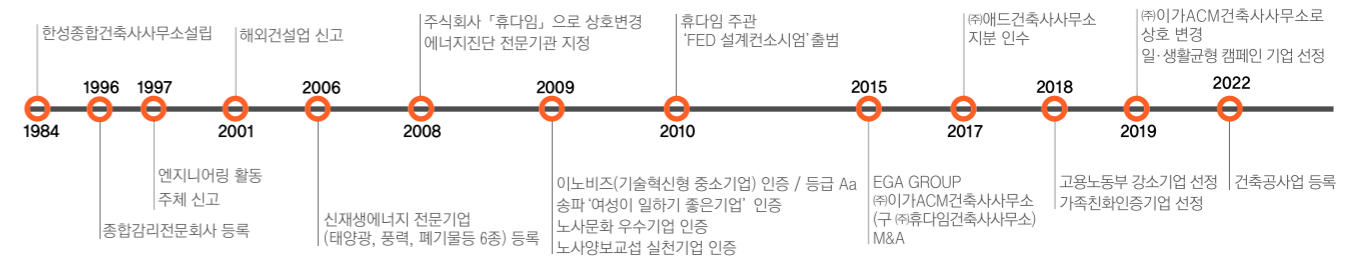 한성종합건축사사무소설립
1984
1996
종합감리전문회사 등록
1997
엔지니어링 활동
주체 신고
해외건설업 신고
2001
2006
신재생에너지 전문기업
(태양광, 풍력, 폐기물등 6종) 등록
주식회사「휴다임」으로 상호변경
에너지진단 전문기관 지정
2008
2009
이노비즈(기술혁신형 중소기업) 인증 / 등급 Aa
송파 ‘여성이 일하기 좋은기업’ 인증
노사문화 우수기업 인증
노사양보교섭 실천기업 인증
휴다임 주관
‘FED 설계컨소시엄’출범
2010
2015
EGA GROUP
㈜이가ACM건축사사무소
(구 ㈜휴다임건축사사무소)
M&A
㈜애드건축사사무소
지분 인수
2017
2018
고용노동부 강소기업 선정
가족친화인증기업 선정
㈜이가ACM건축사사무소로
상호 변경
일·생활균형 캠페인 기업 선정
2019
2022
건축공사업 등록